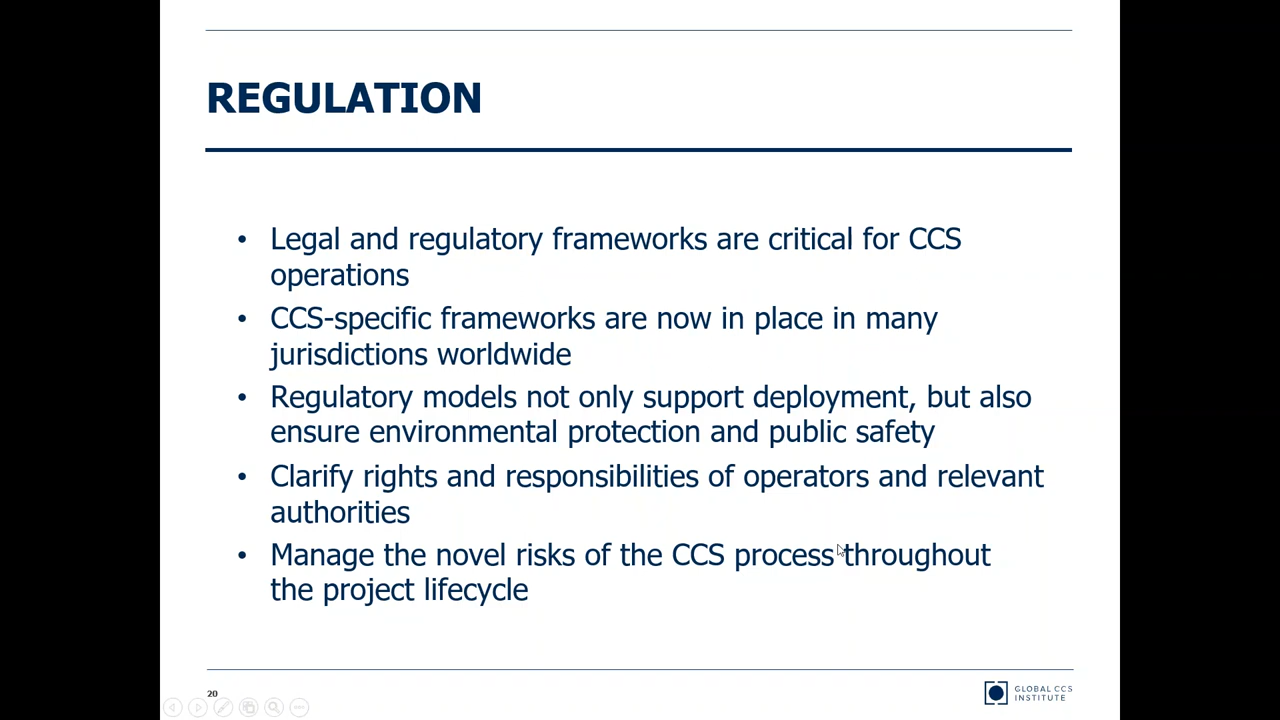 REGULATION
• Legal and regulatory frameworks are critical for CCS
operations
• CCS-specific frameworks are now in place in many
jurisdictions worldwide
• Regulatory models not only support deployment, but also
ensure environmental protection and public safety
• Clarify rights and responsibilities of operators and relevant
authorities
• Manage the novel risks of the CCS process throughout
the project lifecycle
20
GLOBAL CCS
INSTITUTE